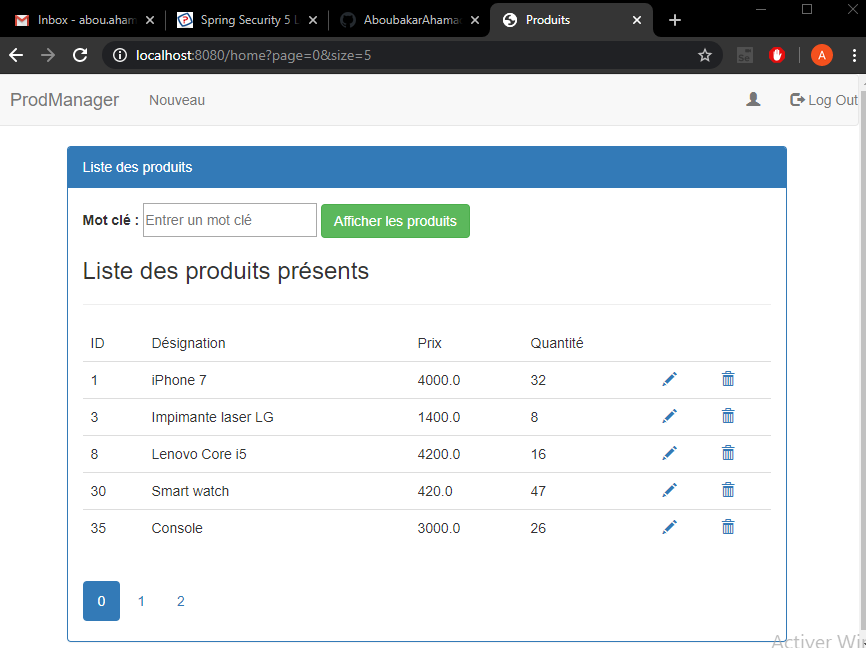 Inbox - abou.aham
Spring Security 5 L
AboubakarAhama
Produits
localhost:8080/home?page=0&size=5
A
ProdManager Nouveau Log Out
Liste des produits
Mot clé : Entrer un mot clé Afficher les produits
Liste des produits présents
ID Désignation Prix Quantité
1 iPhone 7 4000.0 32
3 Impimante laser LG 1400.0 8
8 Lenovo Core i5 4200.0 16
30 Smart watch 420.0 47
35 Console 3000.0 26
0 1 2
Activer Wi